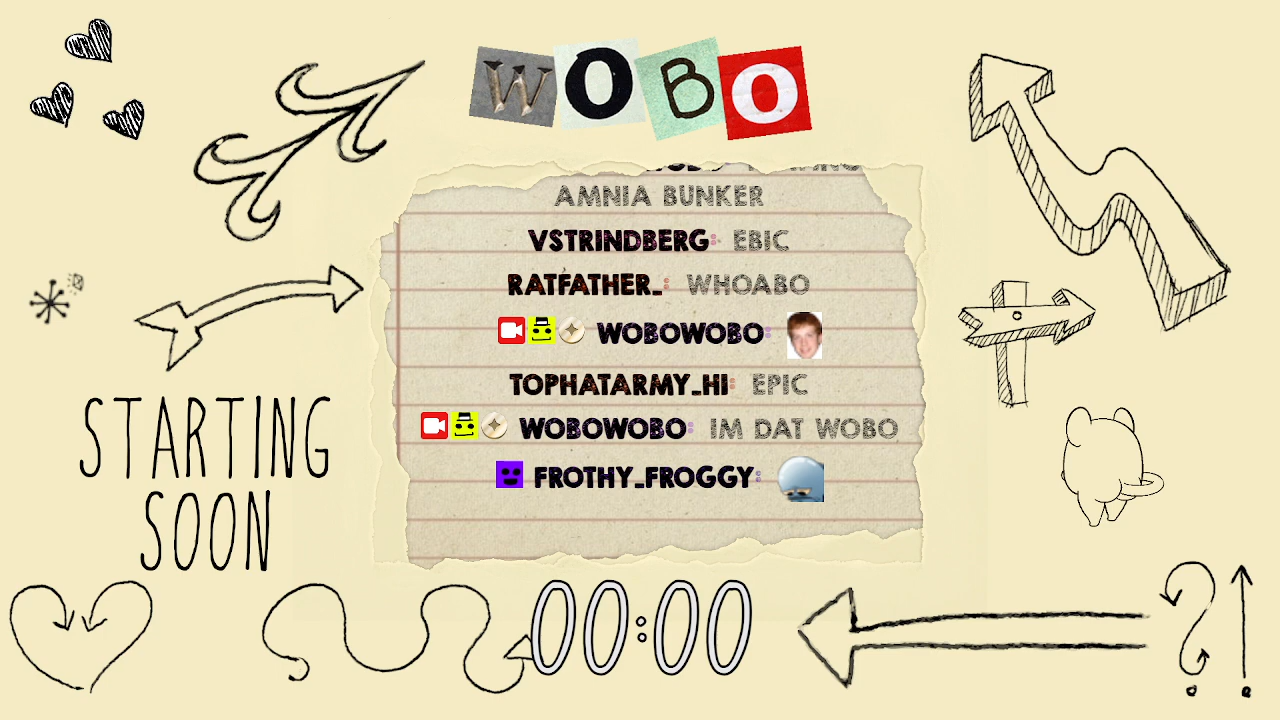 WOBO
AMNIA BUNKER
VSTRINDBERG: EBIC
RATFATHER_: WHOABO
WOBOWOBO:
TOPHATARMY_HI: EPIC
WOBOWOBO: IM DAT WOBO
FROTHY_FROGGY:
STARTING
SOON
00:00
?!